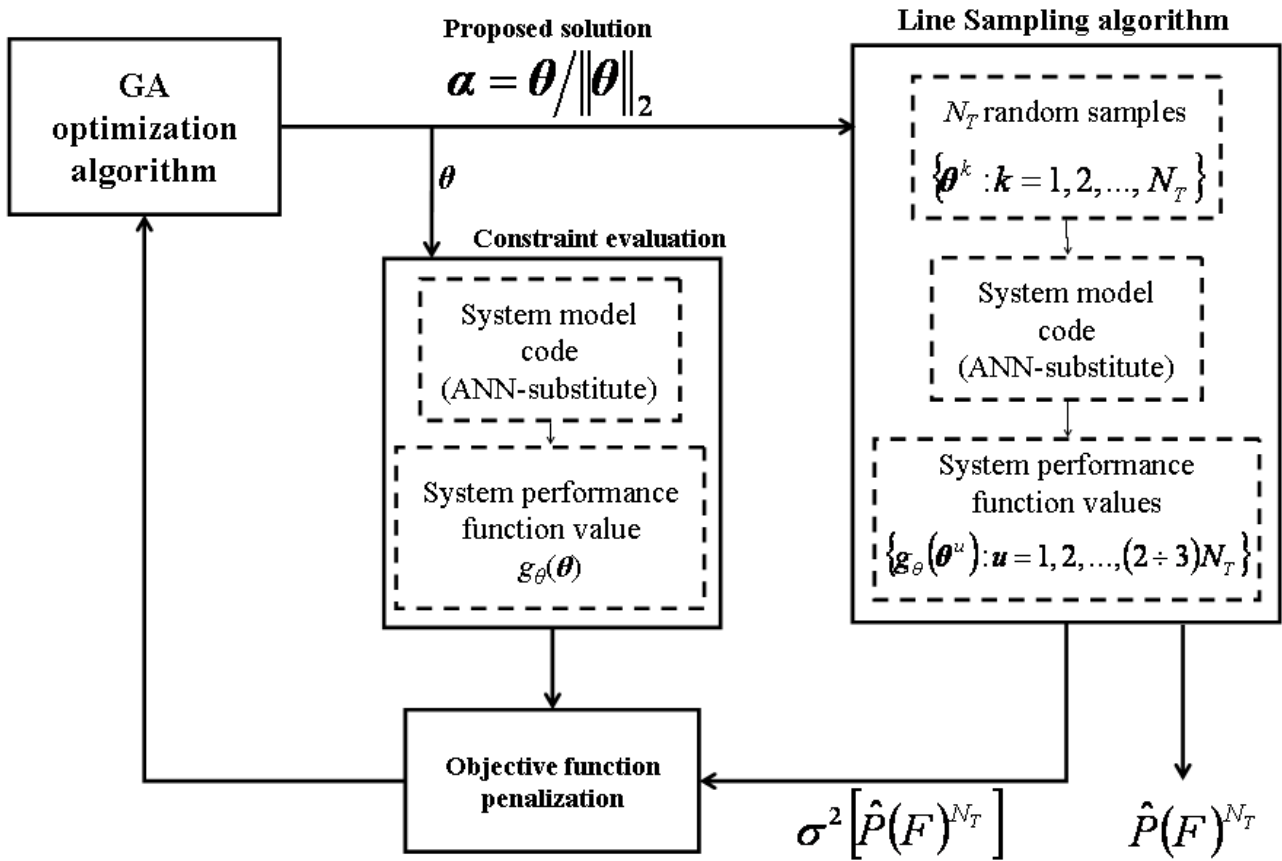 GA
optimization
algorithm
Proposed solution
α = θ/‖θ‖₂
θ
Line Sampling algorithm
N_T random samples
{θ^k : k = 1, 2, ..., N_T}
System model
code
(ANN-substitute)
System performance
function values
{g_θ(θ^u): u = 1, 2, ...,(2 ÷ 3)N_T}
Constraint evaluation
System model
code
(ANN-substitute)
System performance
function value
g_θ(θ)
Objective function
penalization
σ²[P̂(F)^{N_T}]
P̂(F)^{N_T}